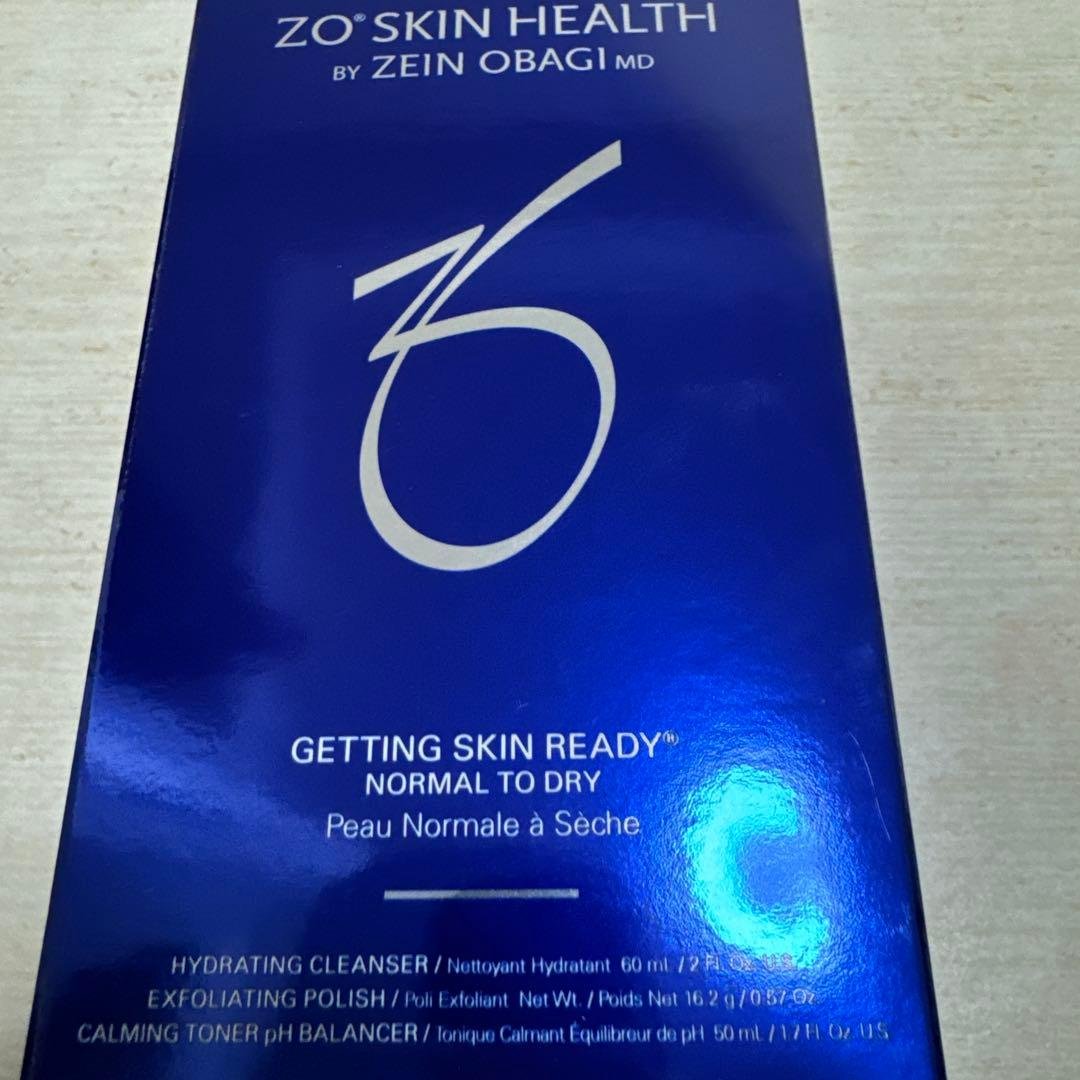 ZO® SKIN HEALTH
BY ZEIN OBAGI MD
GETTING SKIN READY®
NORMAL TO DRY
Peau Normale à Sèche
HYDRATING CLEANSER / Nettoyant Hydratant 60 mL / 2 Fl. Oz. U.S.
EXFOLIATING POLISH / Poli Exfoliant Net Wt. / Poids Net 16.2 g / 0.57 Oz.
CALMING TONER pH BALANCER / Tonique Calmant Équilibreur de pH 50 mL / 1.7 Fl. Oz. U.S.